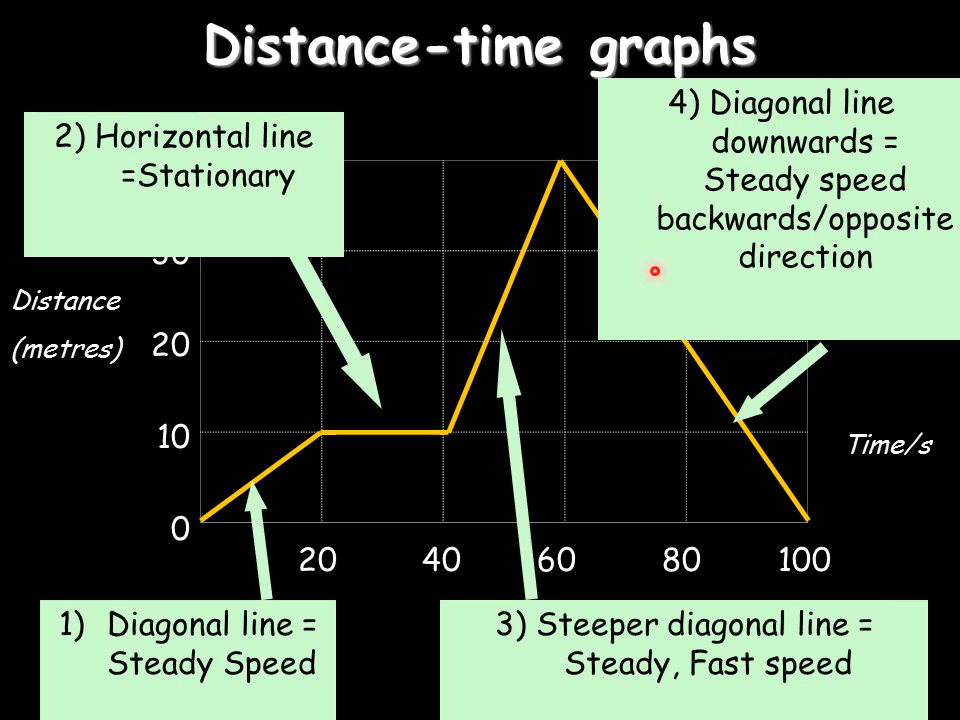 Distance-time graphs
4) Diagonal line
downwards =
Steady speed
backwards/opposite
direction
2) Horizontal line
=Stationary
Distance
(metres)
20
10
0
Time/s
20 40 60 80 100
1) Diagonal line =
Steady Speed
3) Steeper diagonal line =
Steady, Fast speed